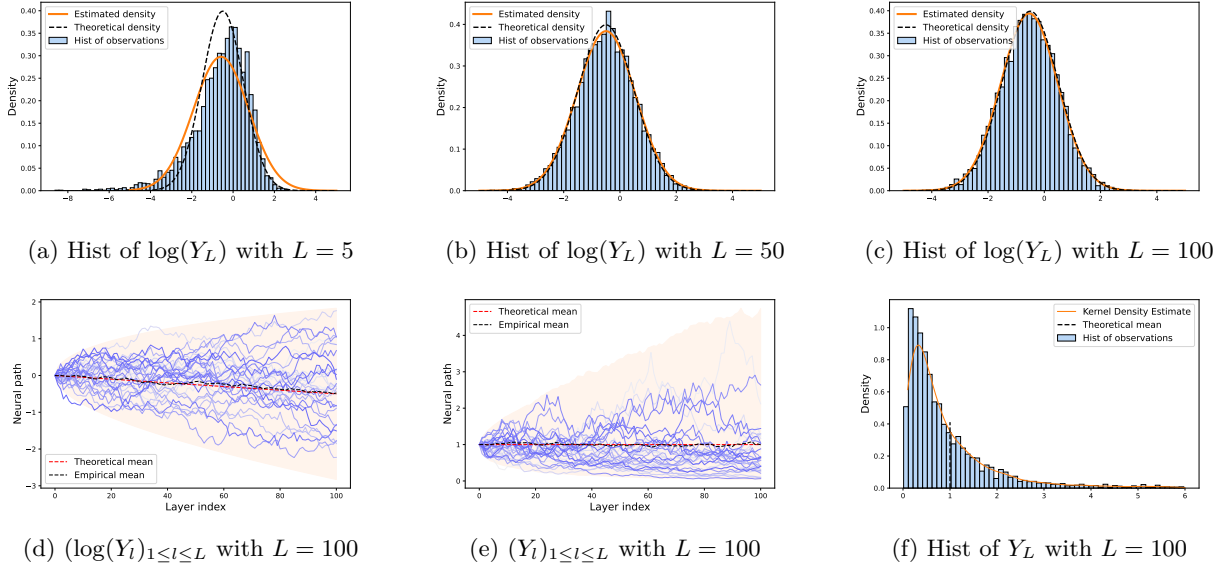 Estimated density
Theoretical density
Hist of observations
Density
0.40
0.35
0.30
0.25
0.20
0.15
0.10
0.05
0.00
−8 −6 −4 −2 0 2 4
(a) Hist of log(Y_L) with L = 5
Estimated density
Theoretical density
Hist of observations
Density
0.4
0.3
0.2
0.1
0.0
−4 −2 0 2 4
(b) Hist of log(Y_L) with L = 50
Estimated density
Theoretical density
Hist of observations
Density
0.40
0.35
0.30
0.25
0.20
0.15
0.10
0.05
0.00
−4 −2 0 2 4
(c) Hist of log(Y_L) with L = 100
Neural path
2
1
0
−1
−2
−3
Theoretical mean
Empirical mean
0 20 40 60 80 100
Layer index
(d) (log(Y_l)_{1≤l≤L} with L = 100
Theoretical mean
Empirical mean
Neural path
4
3
2
1
0
0 20 40 60 80 100
Layer index
(e) (Y_l)_{1≤l≤L} with L = 100
Kernel Density Estimate
Theoretical mean
Hist of observations
Density
1.0
0.8
0.6
0.4
0.2
0.0
0 1 2 3 4 5 6
(f) Hist of Y_L with L = 100